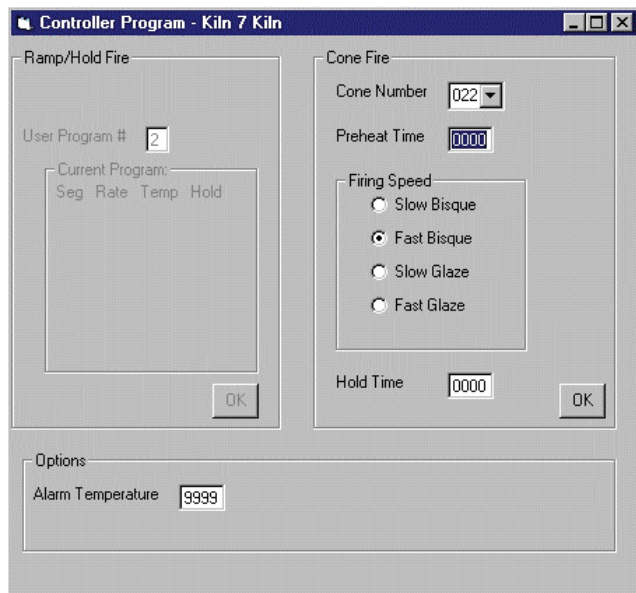 Controller Program - Kiln 7 Kiln
Ramp/Hold Fire
User Program # 2
Current Program:
Seg Rate Temp Hold
OK
Cone Fire
Cone Number 022
Preheat Time 0000
Firing Speed
Slow Bisque
Fast Bisque
Slow Glaze
Fast Glaze
Hold Time 0000
OK
Options
Alarm Temperature 9999